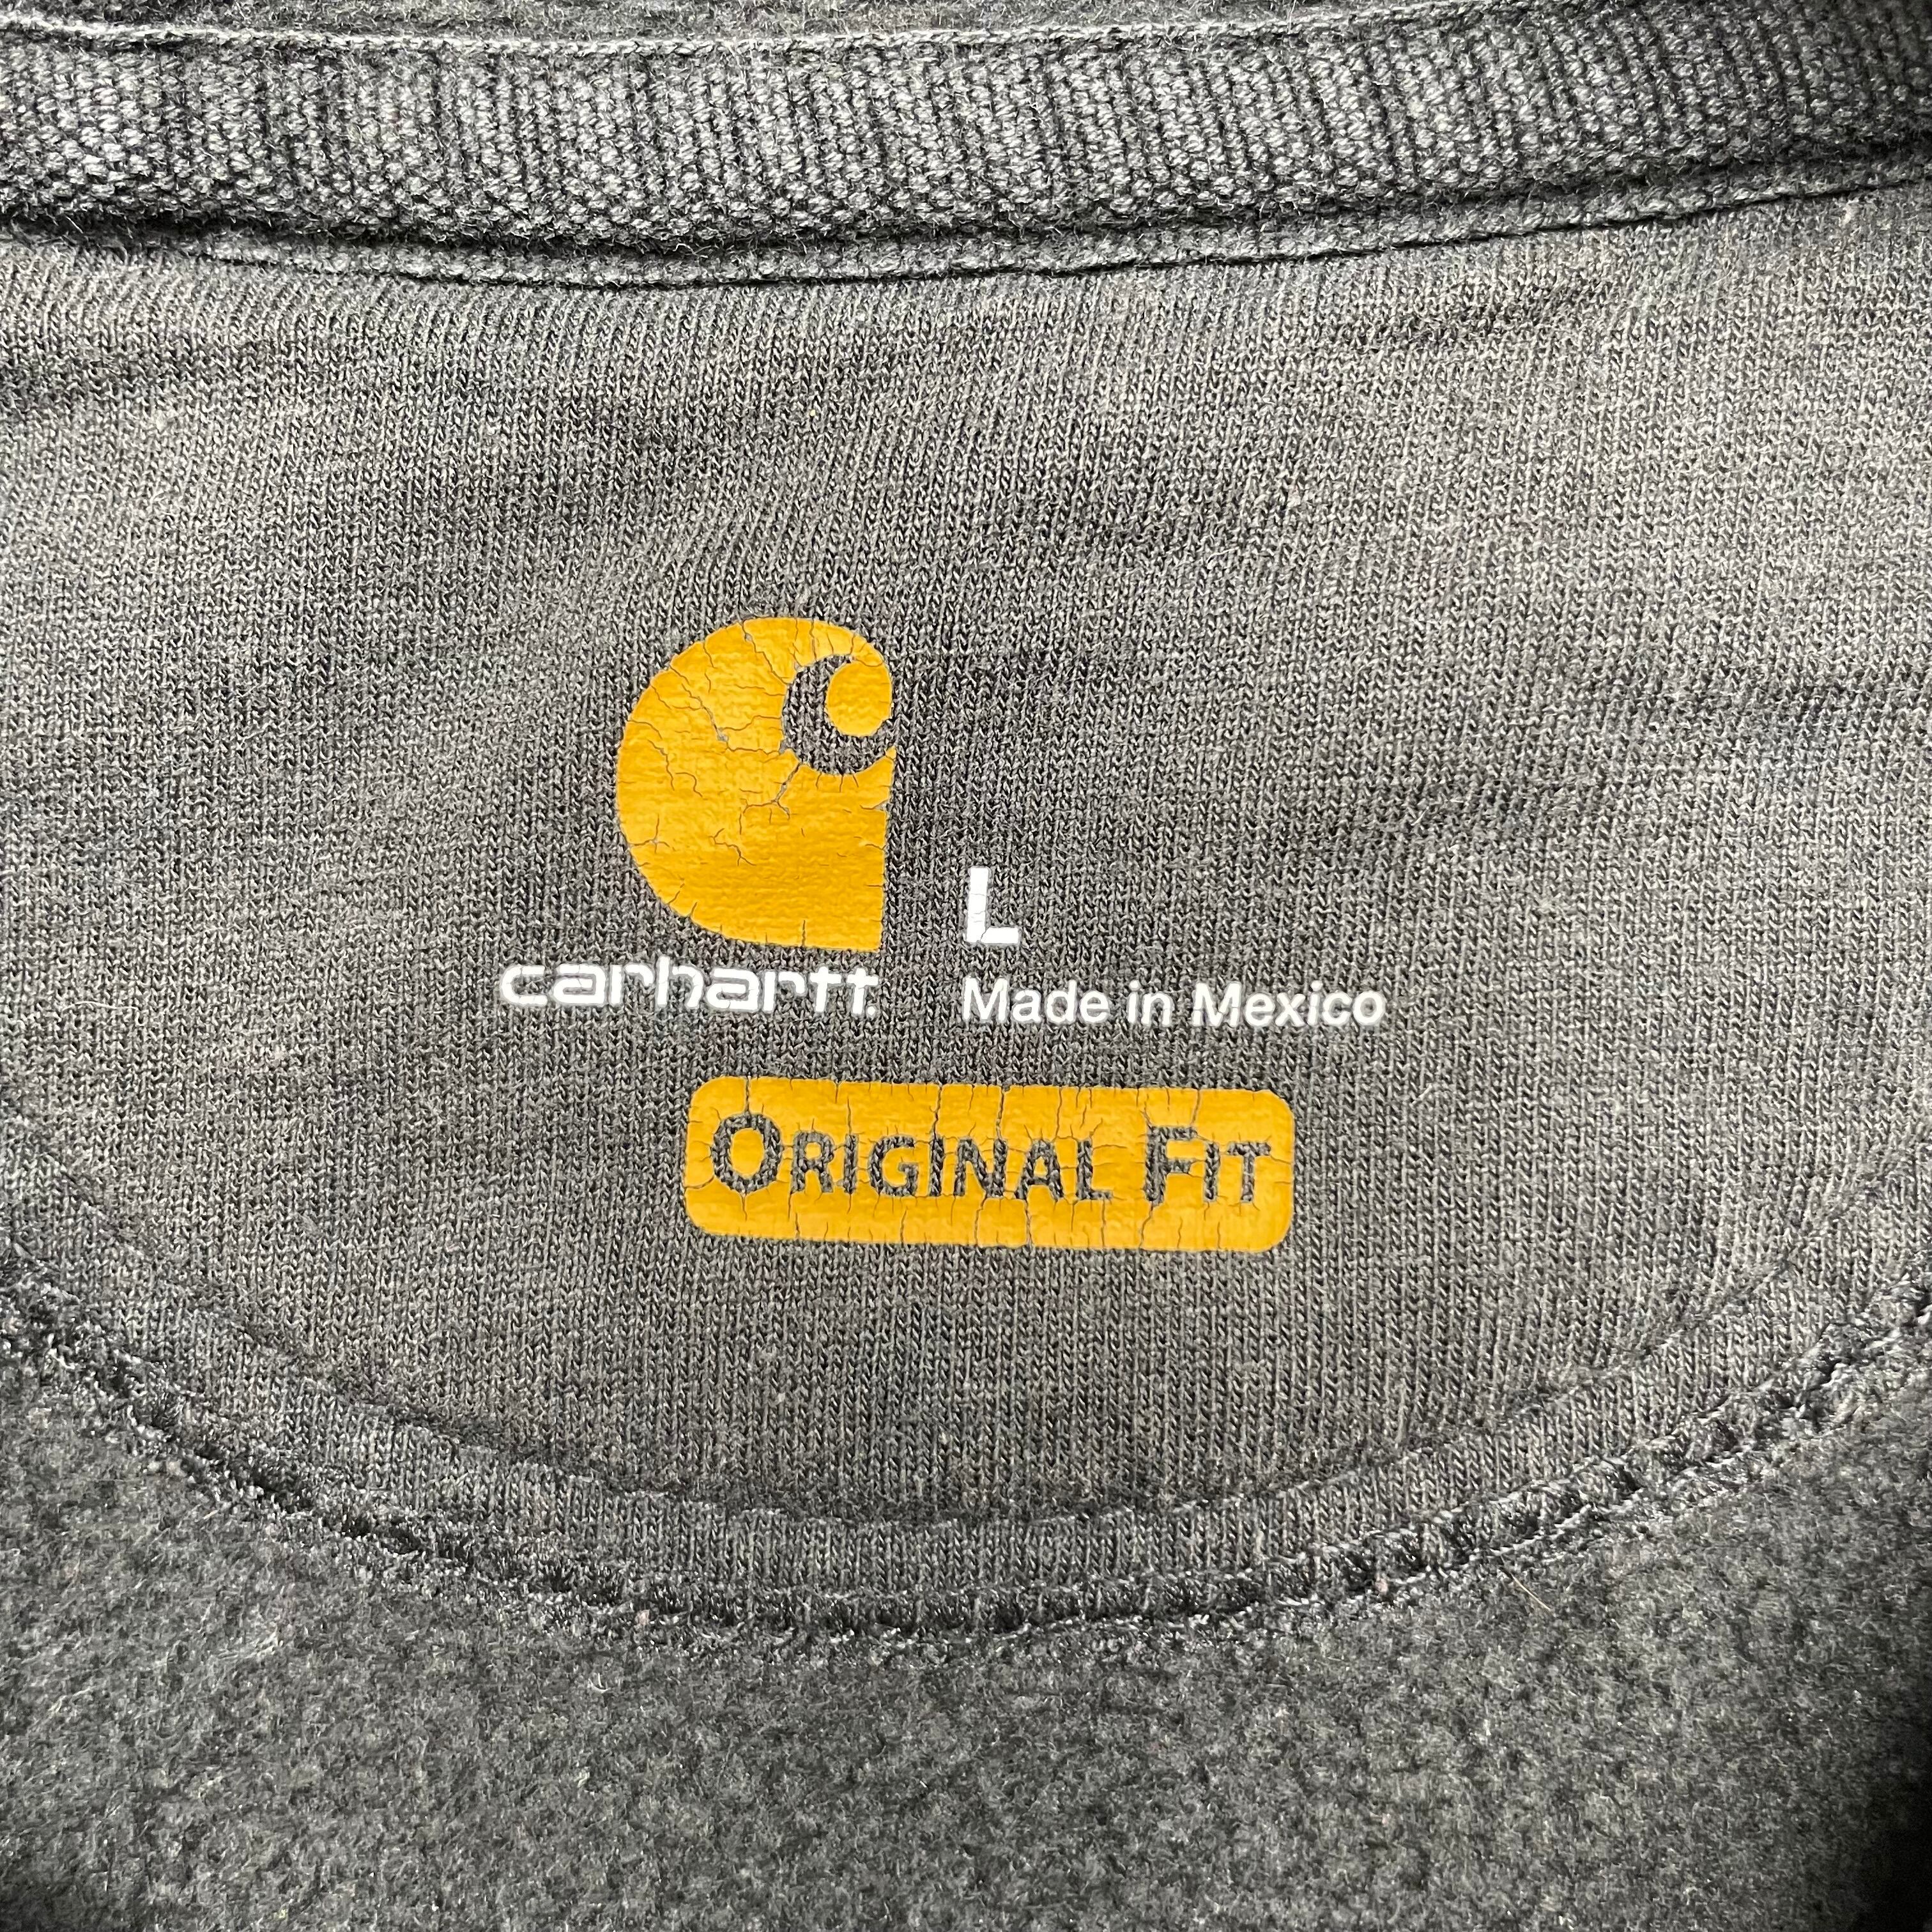 L
carhartt.
Made in Mexico
ORIGINAL FIT